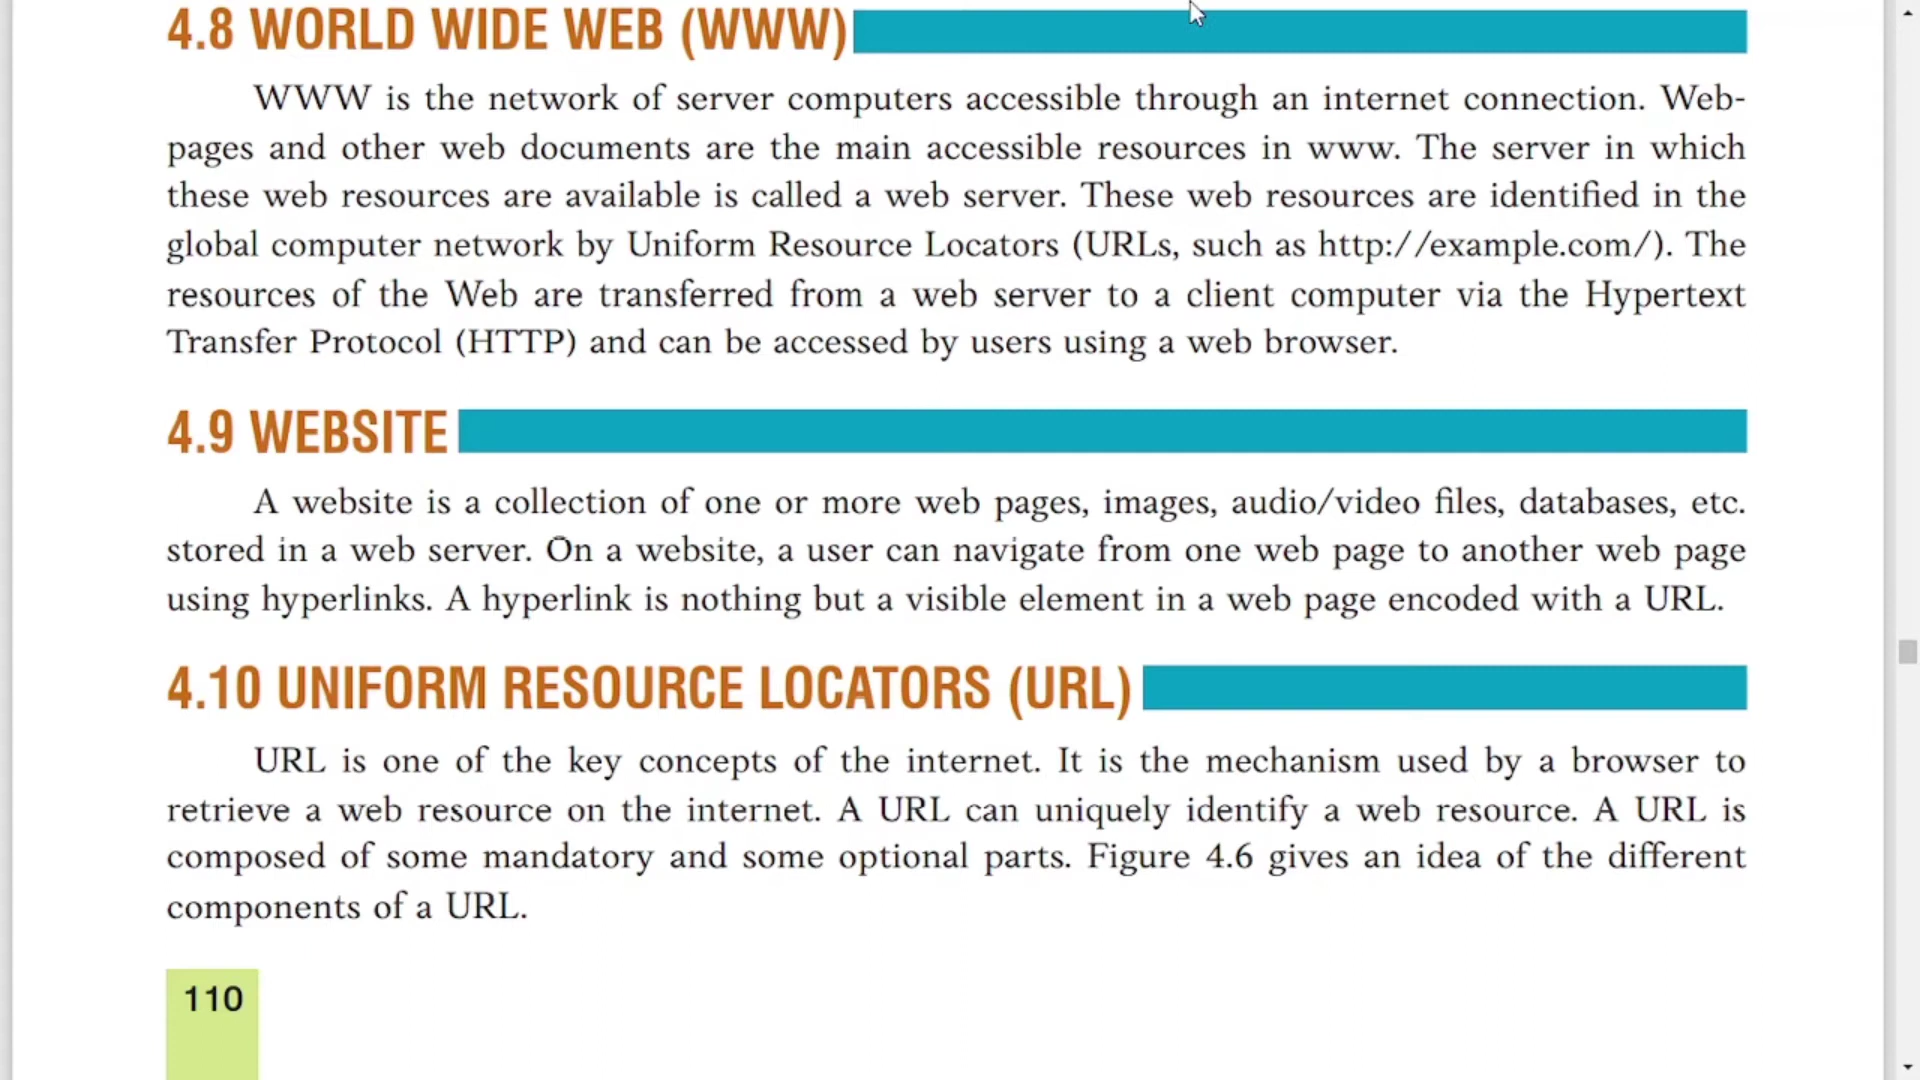 4.8 WORLD WIDE WEB (WWW)
WWW is the network of server computers accessible through an internet connection. Web-
pages and other web documents are the main accessible resources in www. The server in which
these web resources are available is called a web server. These web resources are identified in the
global computer network by Uniform Resource Locators (URLs, such as http://example.com/). The
resources of the Web are transferred from a web server to a client computer via the Hypertext
Transfer Protocol (HTTP) and can be accessed by users using a web browser.
4.9 WEBSITE
A website is a collection of one or more web pages, images, audio/video files, databases, etc.
stored in a web server. On a website, a user can navigate from one web page to another web page
using hyperlinks. A hyperlink is nothing but a visible element in a web page encoded with a URL.
4.10 UNIFORM RESOURCE LOCATORS (URL)
URL is one of the key concepts of the internet. It is the mechanism used by a browser to
retrieve a web resource on the internet. A URL can uniquely identify a web resource. A URL is
composed of some mandatory and some optional parts. Figure 4.6 gives an idea of the different
components of a URL.
110